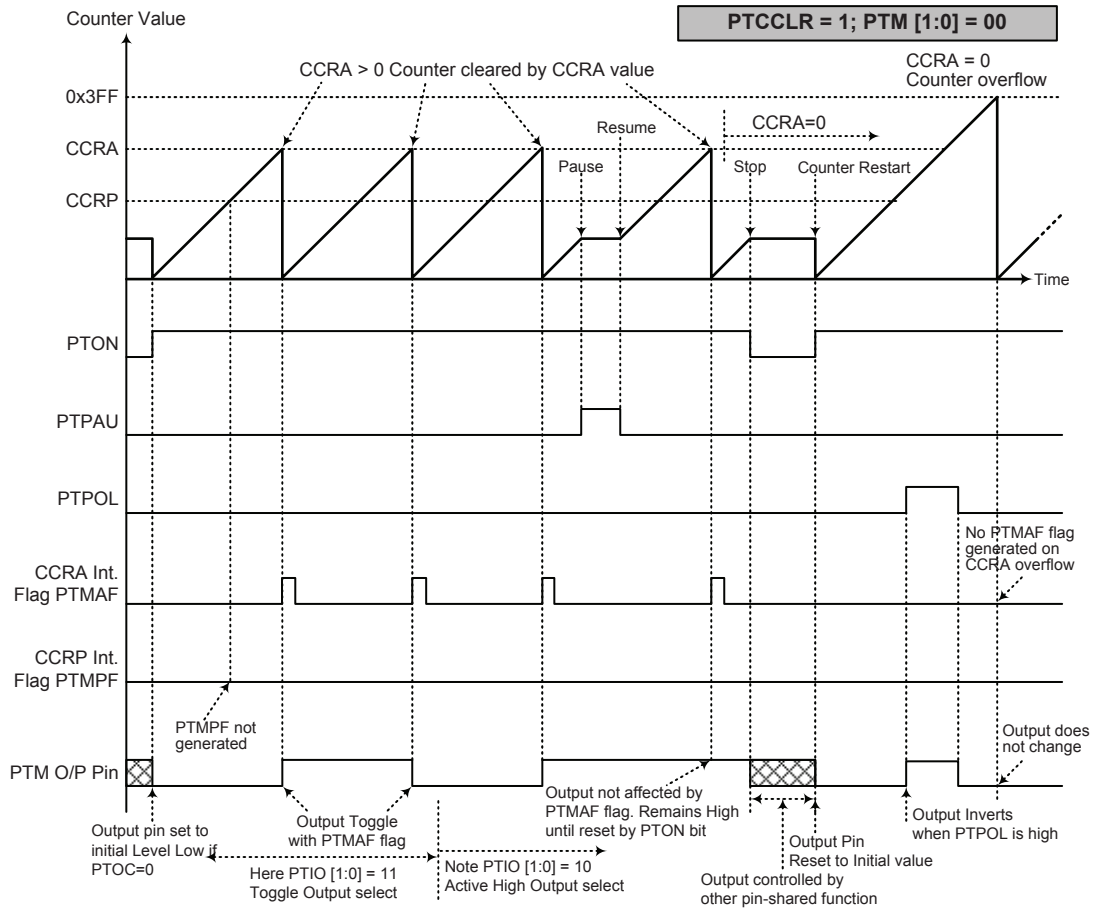 Counter Value
PTCCLR = 1; PTM [1:0] = 00
CCRA > 0 Counter cleared by CCRA value
CCRA = 0
Counter overflow
0x3FF
Resume
CCRA=0
CCRA
Pause
Stop
Counter Restart
CCRP
Time
PTON
PTPAU
PTPOL
No PTMAF flag
generated on
CCRA overflow
CCRA Int.
Flag PTMAF
CCRP Int.
Flag PTMPF
PTMPF not
generated
Output does
not change
PTM O/P Pin
Output pin set to
initial Level Low if
PTOC=0
Output Toggle
with PTMAF flag
Output not affected by
PTMAF flag. Remains High
until reset by PTON bit
Output Inverts
when PTPOL is high
Output Pin
Reset to Initial value
Here PTIO [1:0] = 11
Toggle Output select
Note PTIO [1:0] = 10
Active High Output select
Output controlled by
other pin-shared function